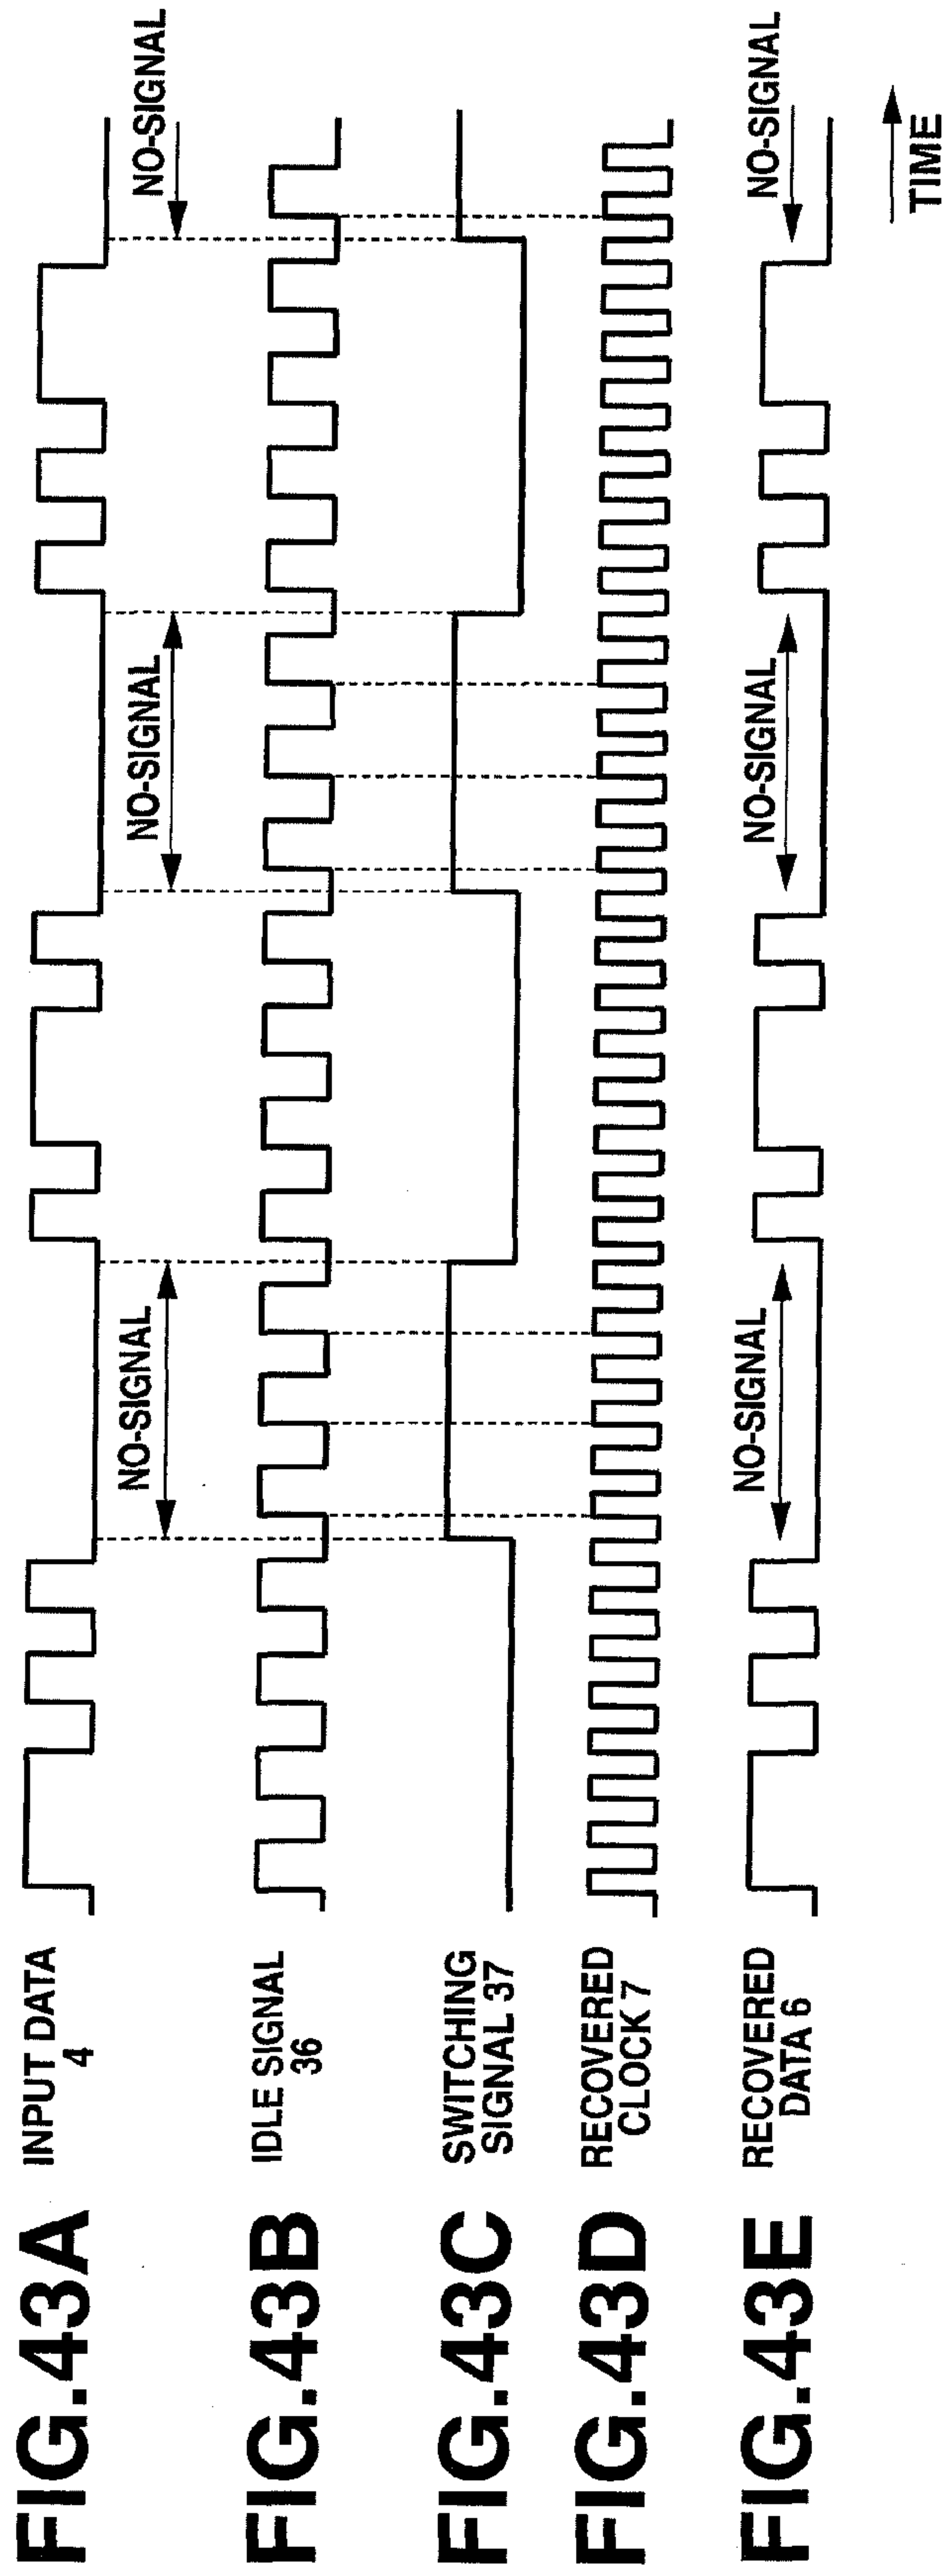 FIG.43A
INPUT DATA
4
NO-SIGNAL
NO-SIGNAL
NO-SIGNAL
FIG.43B
IDLE SIGNAL
36
FIG.43C
SWITCHING
SIGNAL 37
FIG.43D
RECOVERED
CLOCK 7
FIG.43E
RECOVERED
DATA 6
NO-SIGNAL
NO-SIGNAL
NO-SIGNAL
TIME